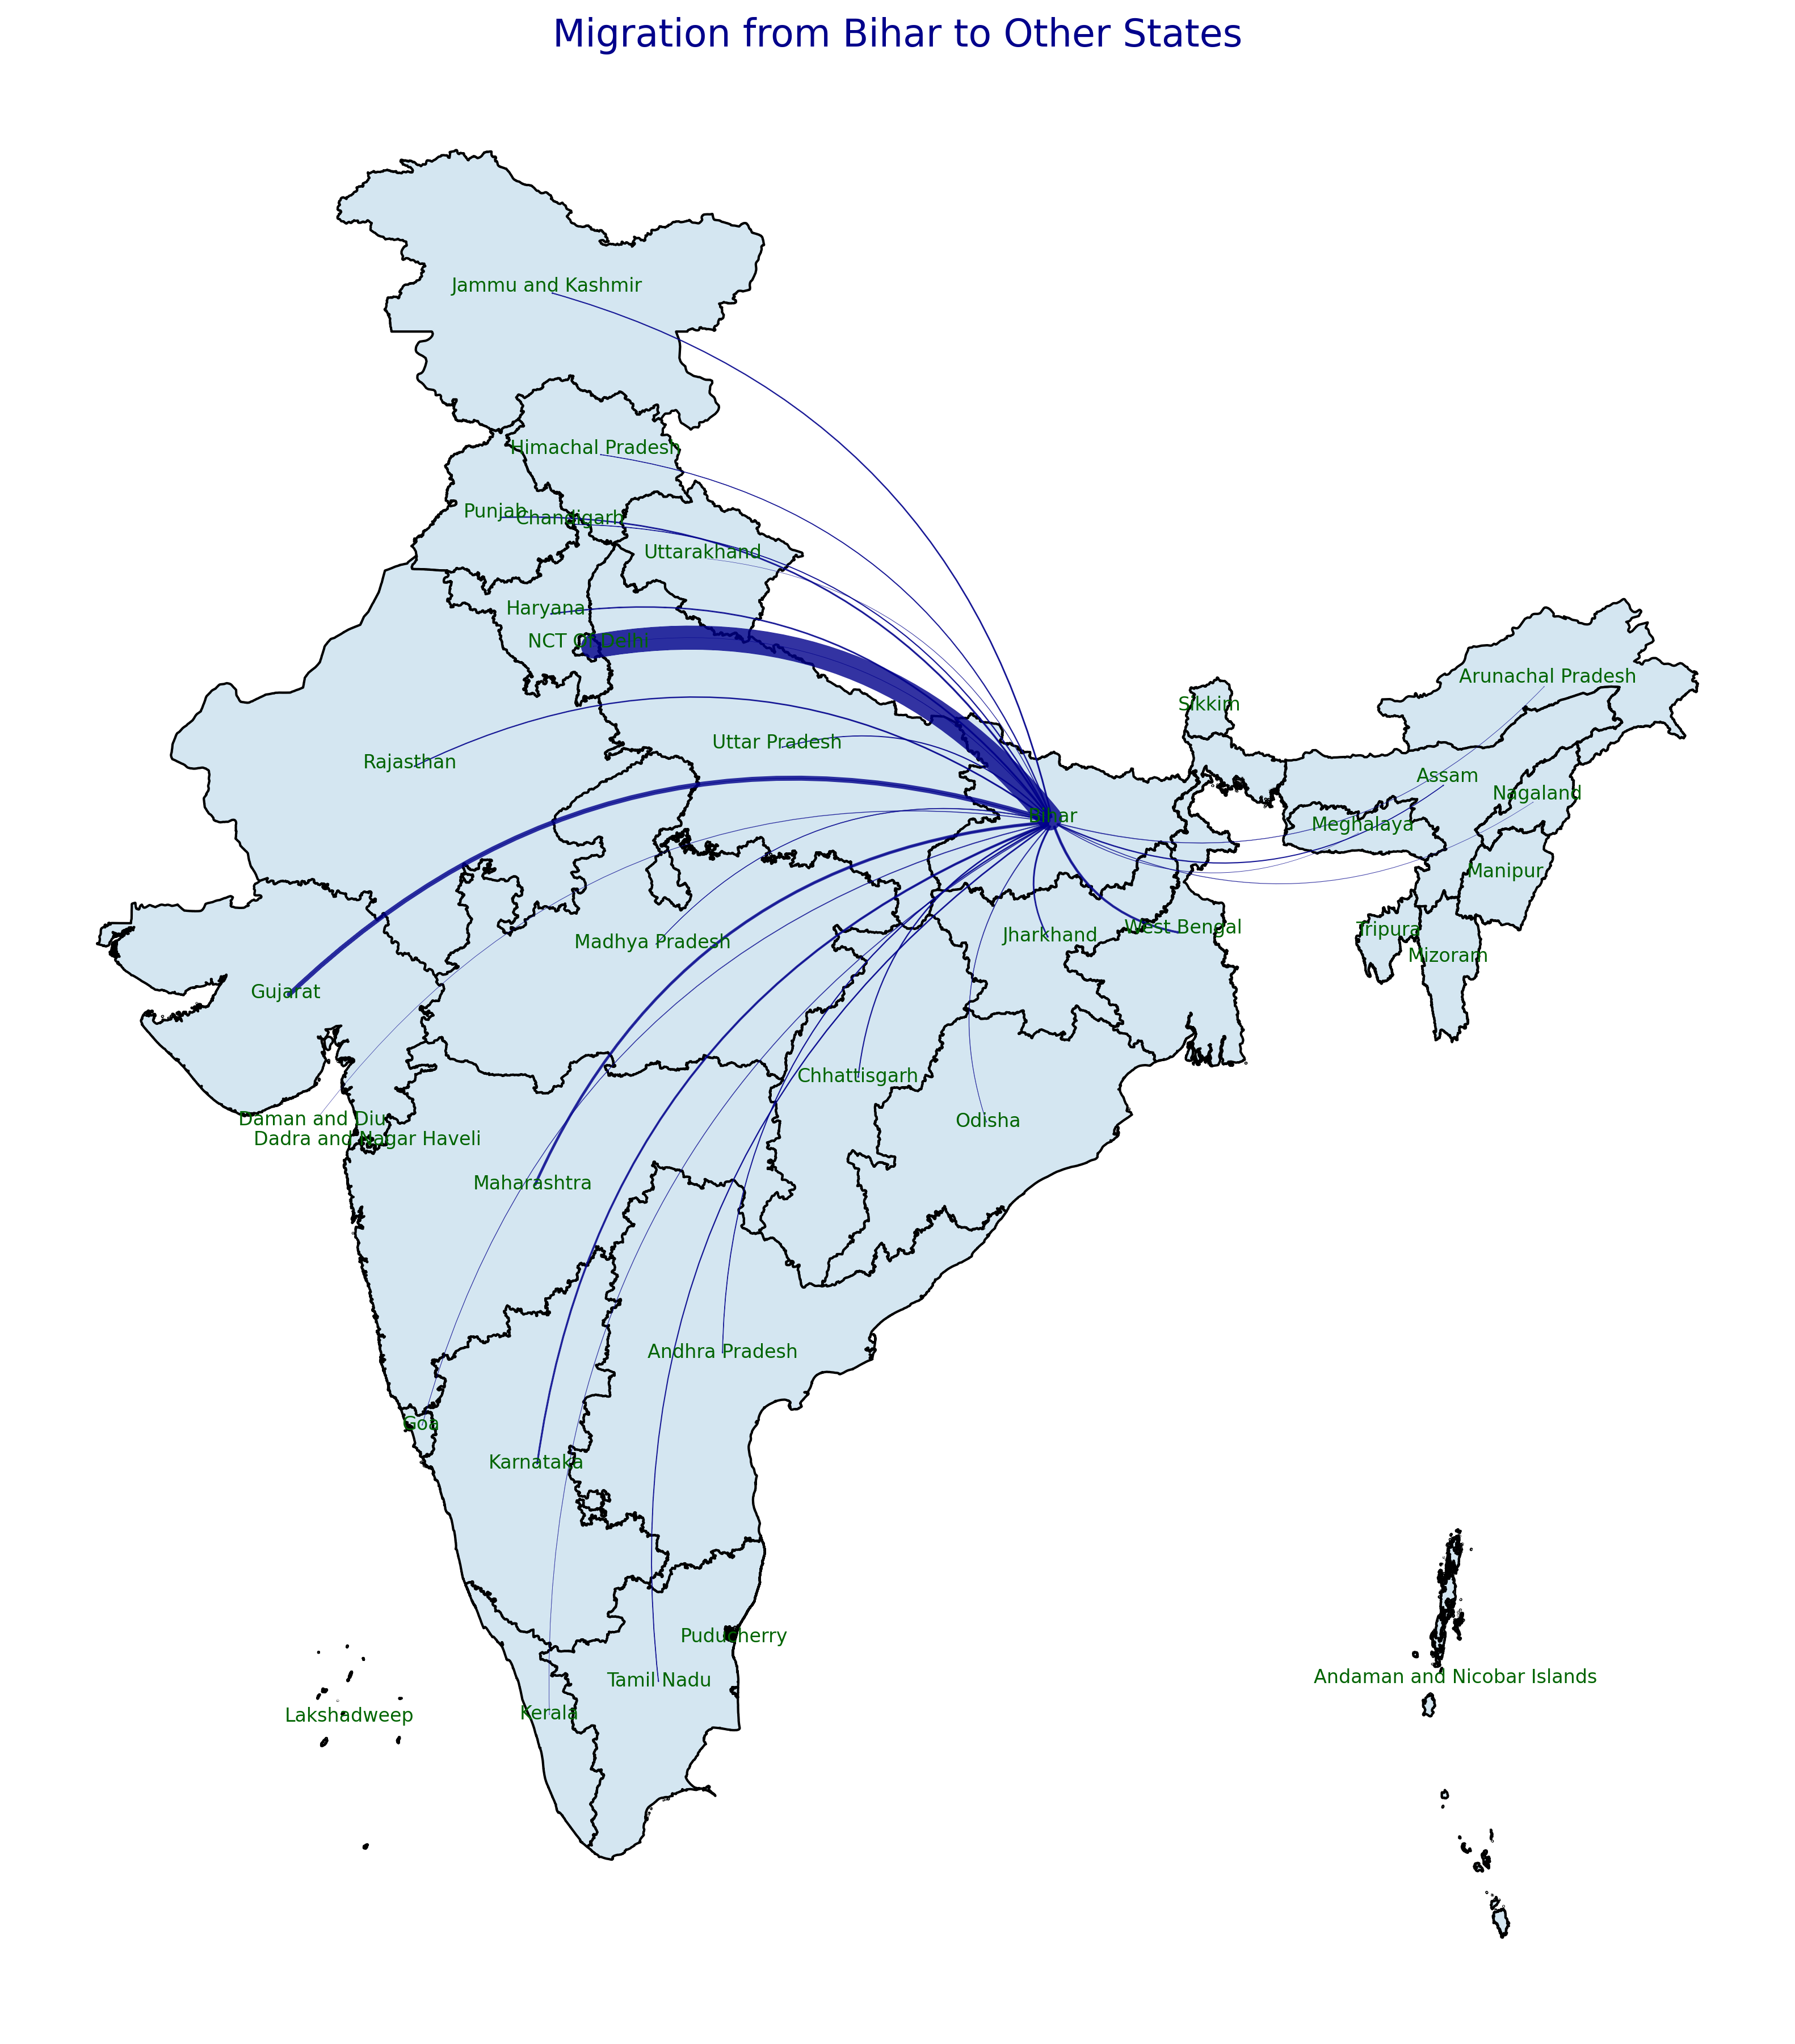 Migration from Bihar to Other States
Jammu and Kashmir
Himachal Pradesh
Punjab
Chandigarh
Uttarakhand
Haryana
NCT Of Delhi
Arunachal Pradesh
Sikkim
Uttar Pradesh
Rajasthan
Assam
Nagaland
Bihar
Meghalaya
Manipur
West Bengal
Tripura
Jharkhand
Madhya Pradesh
Mizoram
Gujarat
Chhattisgarh
Daman and Diu
Odisha
Dadra and Nagar Haveli
Maharashtra
Andhra Pradesh
Goa
Karnataka
Puducherry
Andaman and Nicobar Islands
Tamil Nadu
Kerala
Lakshadweep